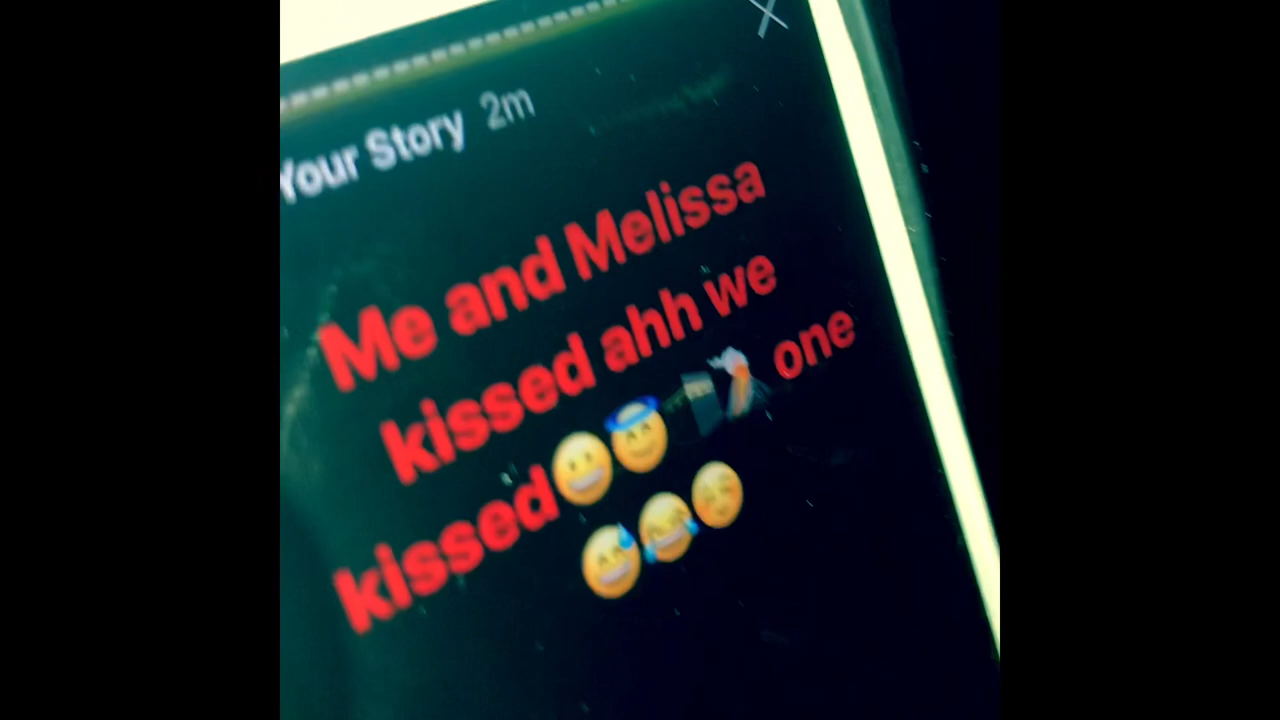 Your Story 2m
Me and Melissa
kissed ahh we
kissed😀😇 one
😅😂☺️